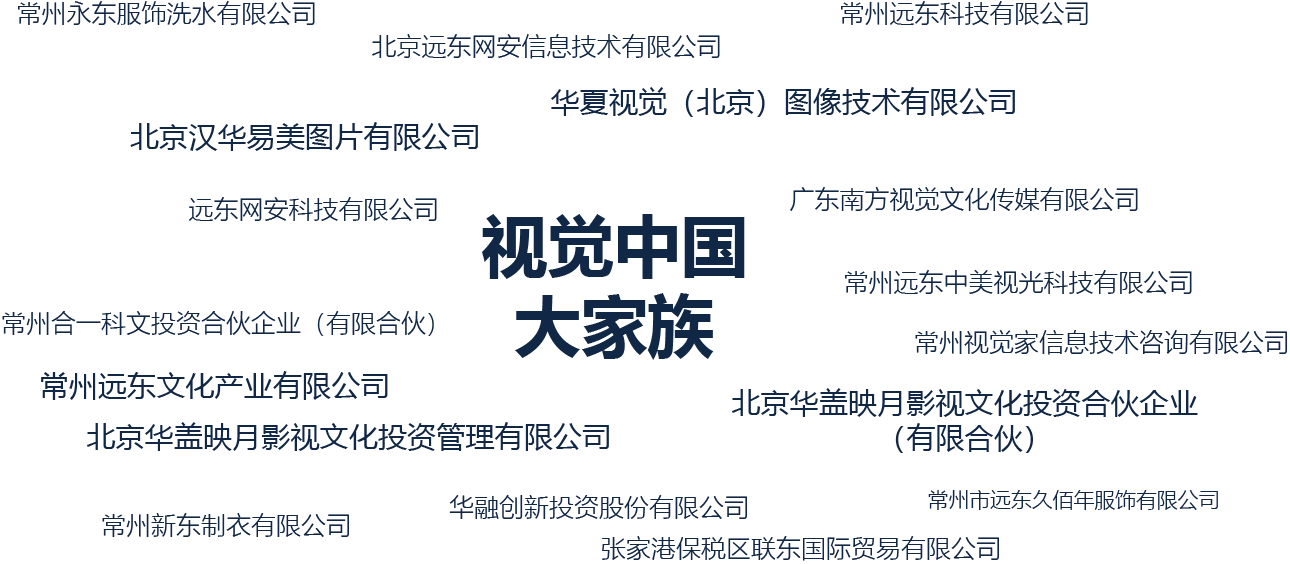 常州永东服饰洗水有限公司
常州远东科技有限公司
北京远东网安信息技术有限公司
华夏视觉（北京）图像技术有限公司
北京汉华易美图片有限公司
远东网安科技有限公司
广东南方视觉文化传媒有限公司
视觉中国
大家族
常州远东中美视光科技有限公司
常州合一科文投资合伙企业（有限合伙）
常州视觉家信息技术咨询有限公司
常州远东文化产业有限公司
北京华盖映月影视文化投资合伙企业
（有限合伙）
北京华盖映月影视文化投资管理有限公司
常州市远东久佰年服饰有限公司
华融创新投资股份有限公司
常州新东制衣有限公司
张家港保税区联东国际贸易有限公司